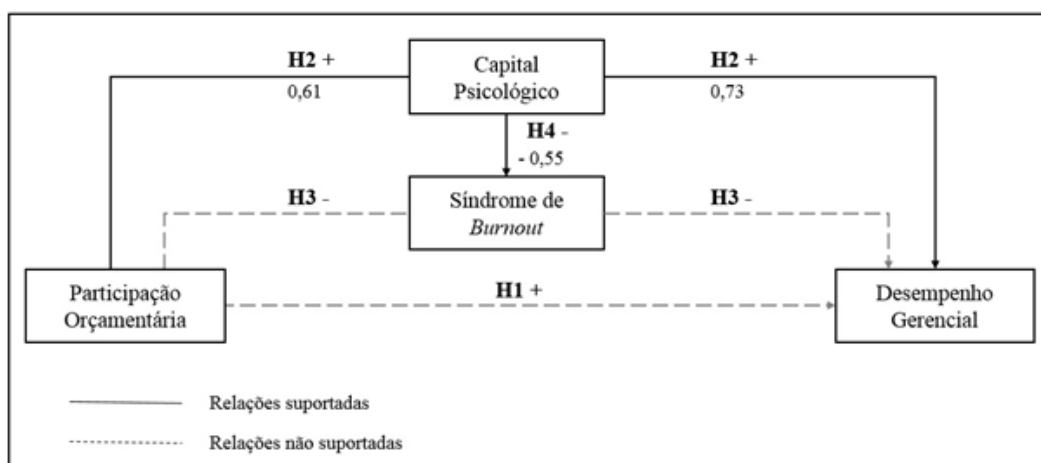 H2 +
0,61
Capital
Psicológico
H2 +
0,73
H4 -
- 0,55
H3 -
Síndrome de
Burnout
H3 -
Participação
Orçamentária
H1 +
Desempenho
Gerencial
Relações suportadas
Relações não suportadas